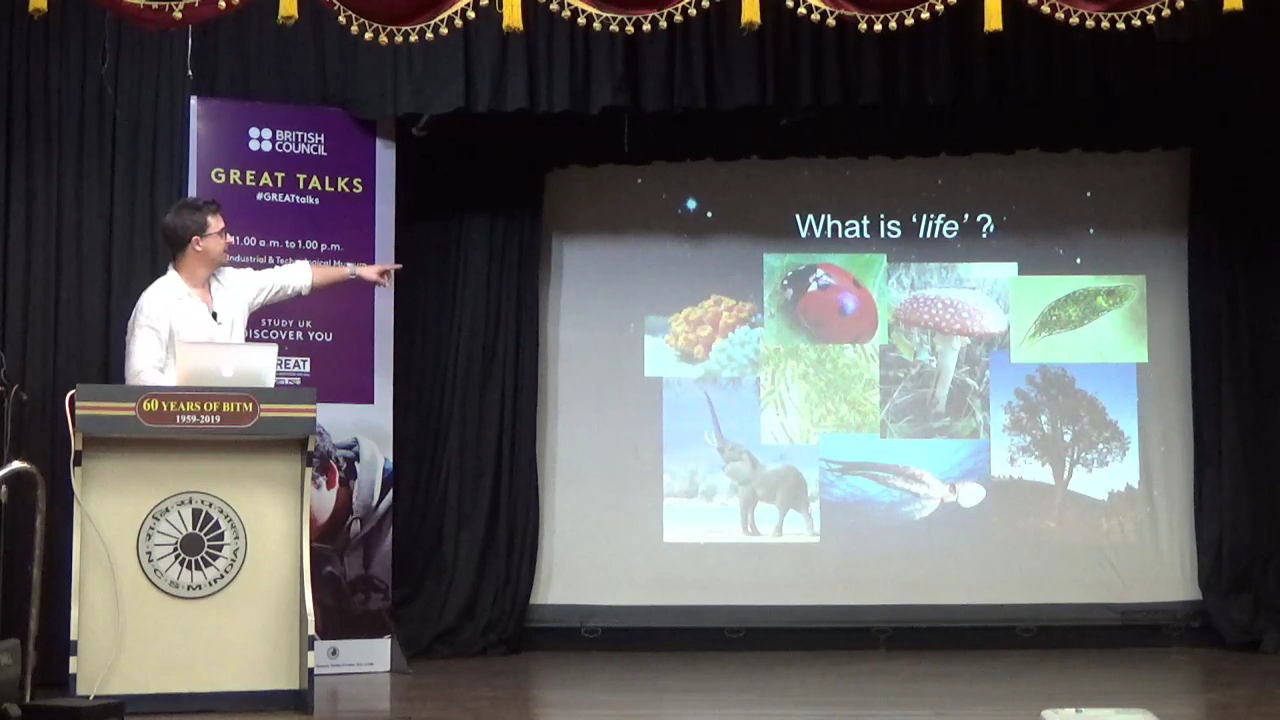 BRITISH
COUNCIL
GREAT TALKS
#GREATtalks
11.00 a.m. to 1.00 p.m.
Industrial & Technological Museum
STUDY UK
DISCOVER YOU
GREAT
60 YEARS OF BITM
1959-2019
N.C.S.M-INDIA
What is ‘life’ ?